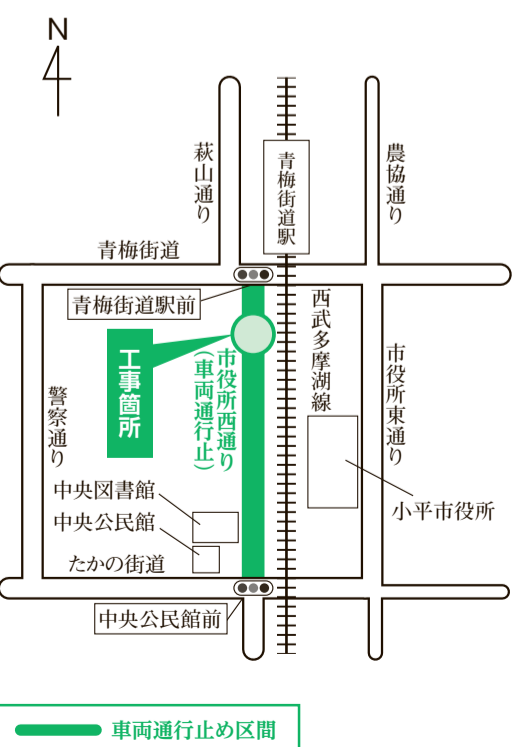 N
萩山通り
青梅街道駅
農協通り
青梅街道
青梅街道駅前
西武多摩湖線
工事箇所
市役所西通り
（車両通行止）
市役所東通り
警察通り
中央図書館
中央公民館
小平市役所
たかの街道
中央公民館前
車両通行止め区間